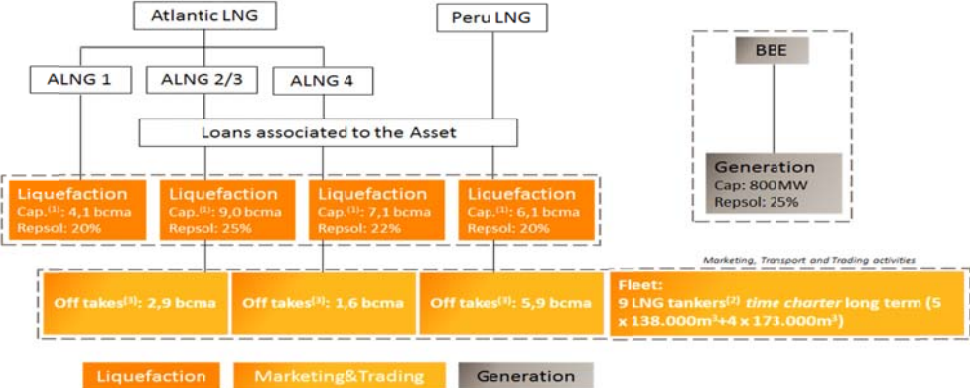 Atlantic LNG
Peru LNG
BBE
ALNG 1
ALNG 2/3
ALNG 4
Loans associated to the Asset
Liquefaction
Cap.⁽¹⁾: 4,1 bcma
Repsol: 20%
Liquefaction
Cap.⁽¹⁾: 9,0 bcma
Repsol: 25%
Liquefaction
Cap.⁽¹⁾: 7,1 bcma
Repsol: 22%
Liquefaction
Cap.⁽¹⁾: 6,1 bcma
Repsol: 20%
Generation
Cap: 800MW
Repsol: 25%
Marketing, Transport and Trading activities
Off takes⁽³⁾: 2,9 bcma
Off takes⁽³⁾: 1,6 bcma
Off takes⁽³⁾: 5,9 bcma
Fleet:
9 LNG tankers⁽²⁾ time charter long term (5
x 138.000m³+4 x 173.000m³)
Liquefaction
Marketing&Trading
Generation